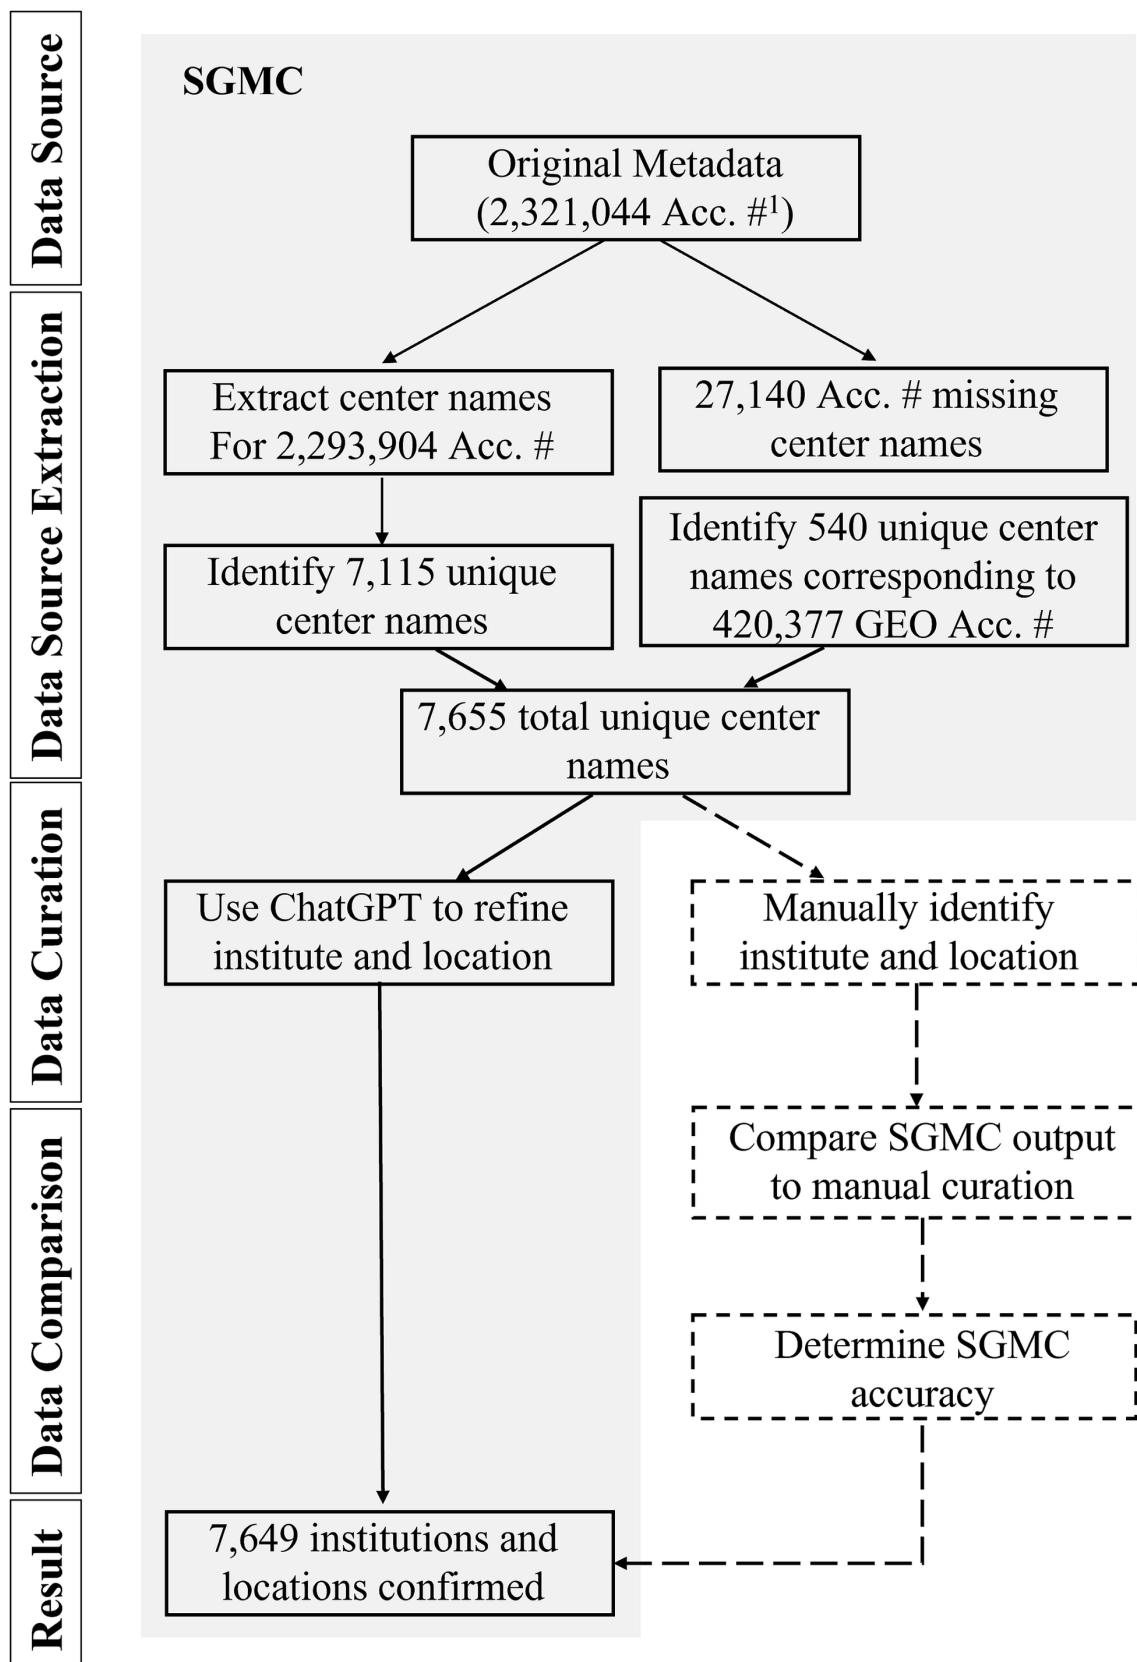 Data Source
SGMC
Original Metadata
(2,321,044 Acc. #¹)
Data Source Extraction
Extract center names
For 2,293,904 Acc. #
27,140 Acc. # missing
center names
Identify 7,115 unique
center names
Identify 540 unique center
names corresponding to
420,377 GEO Acc. #
7,655 total unique center
names
Data Curation
Use ChatGPT to refine
institute and location
Manually identify
institute and location
Data Comparison
Compare SGMC output
to manual curation
Determine SGMC
accuracy
Result
7,649 institutions and
locations confirmed